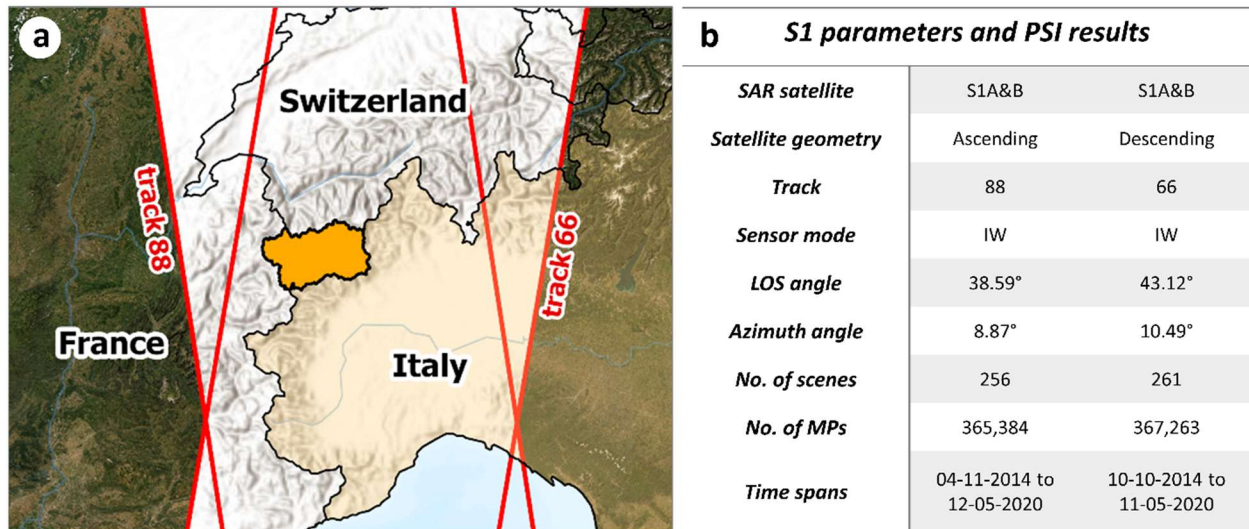 a
Switzerland
track 88
track 66
France
Italy
b
S1 parameters and PSI results
SAR satellite S1A&B S1A&B
Satellite geometry Ascending Descending
Track 88 66
Sensor mode IW IW
LOS angle 38.59° 43.12°
Azimuth angle 8.87° 10.49°
No. of scenes 256 261
No. of MPs 365,384 367,263
Time spans 04-11-2014 to 12-05-2020 10-10-2014 to 11-05-2020